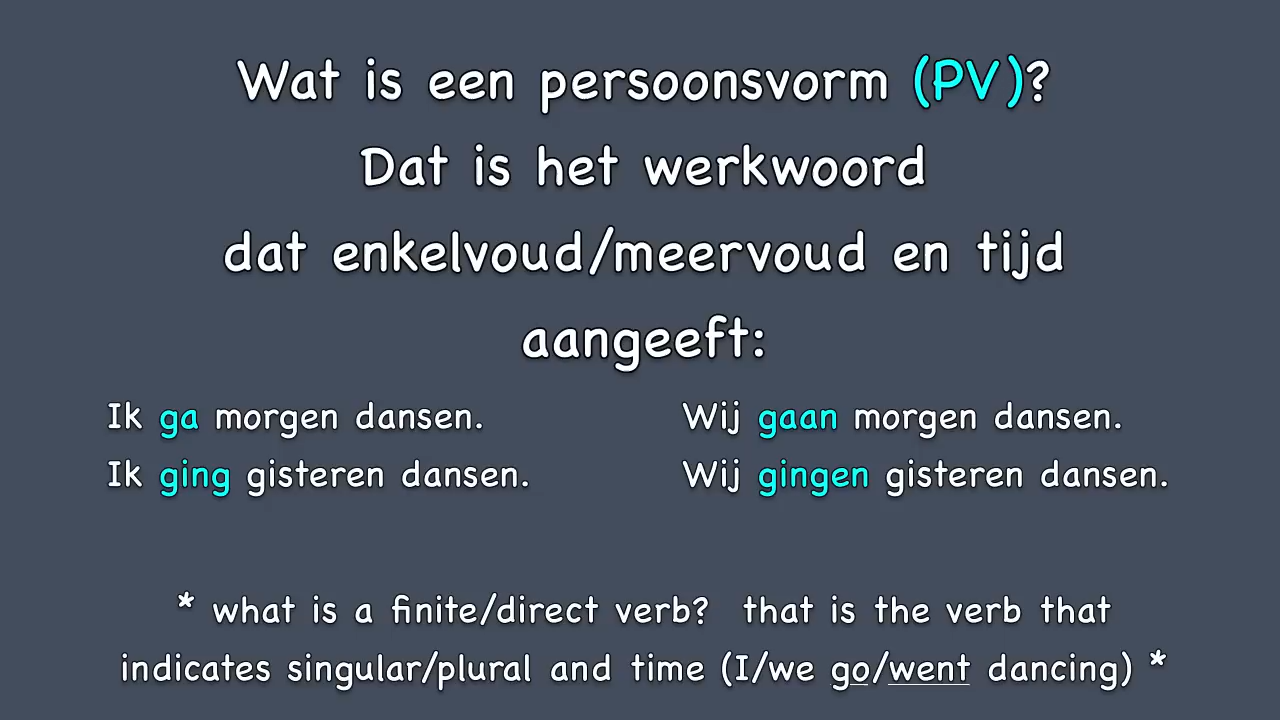 Wat is een persoonsvorm (PV)?
Dat is het werkwoord
dat enkelvoud/meervoud en tijd
aangeeft:
Ik ga morgen dansen.
Ik ging gisteren dansen.
Wij gaan morgen dansen.
Wij gingen gisteren dansen.
* what is a finite/direct verb? that is the verb that
indicates singular/plural and time (I/we go/went dancing) *